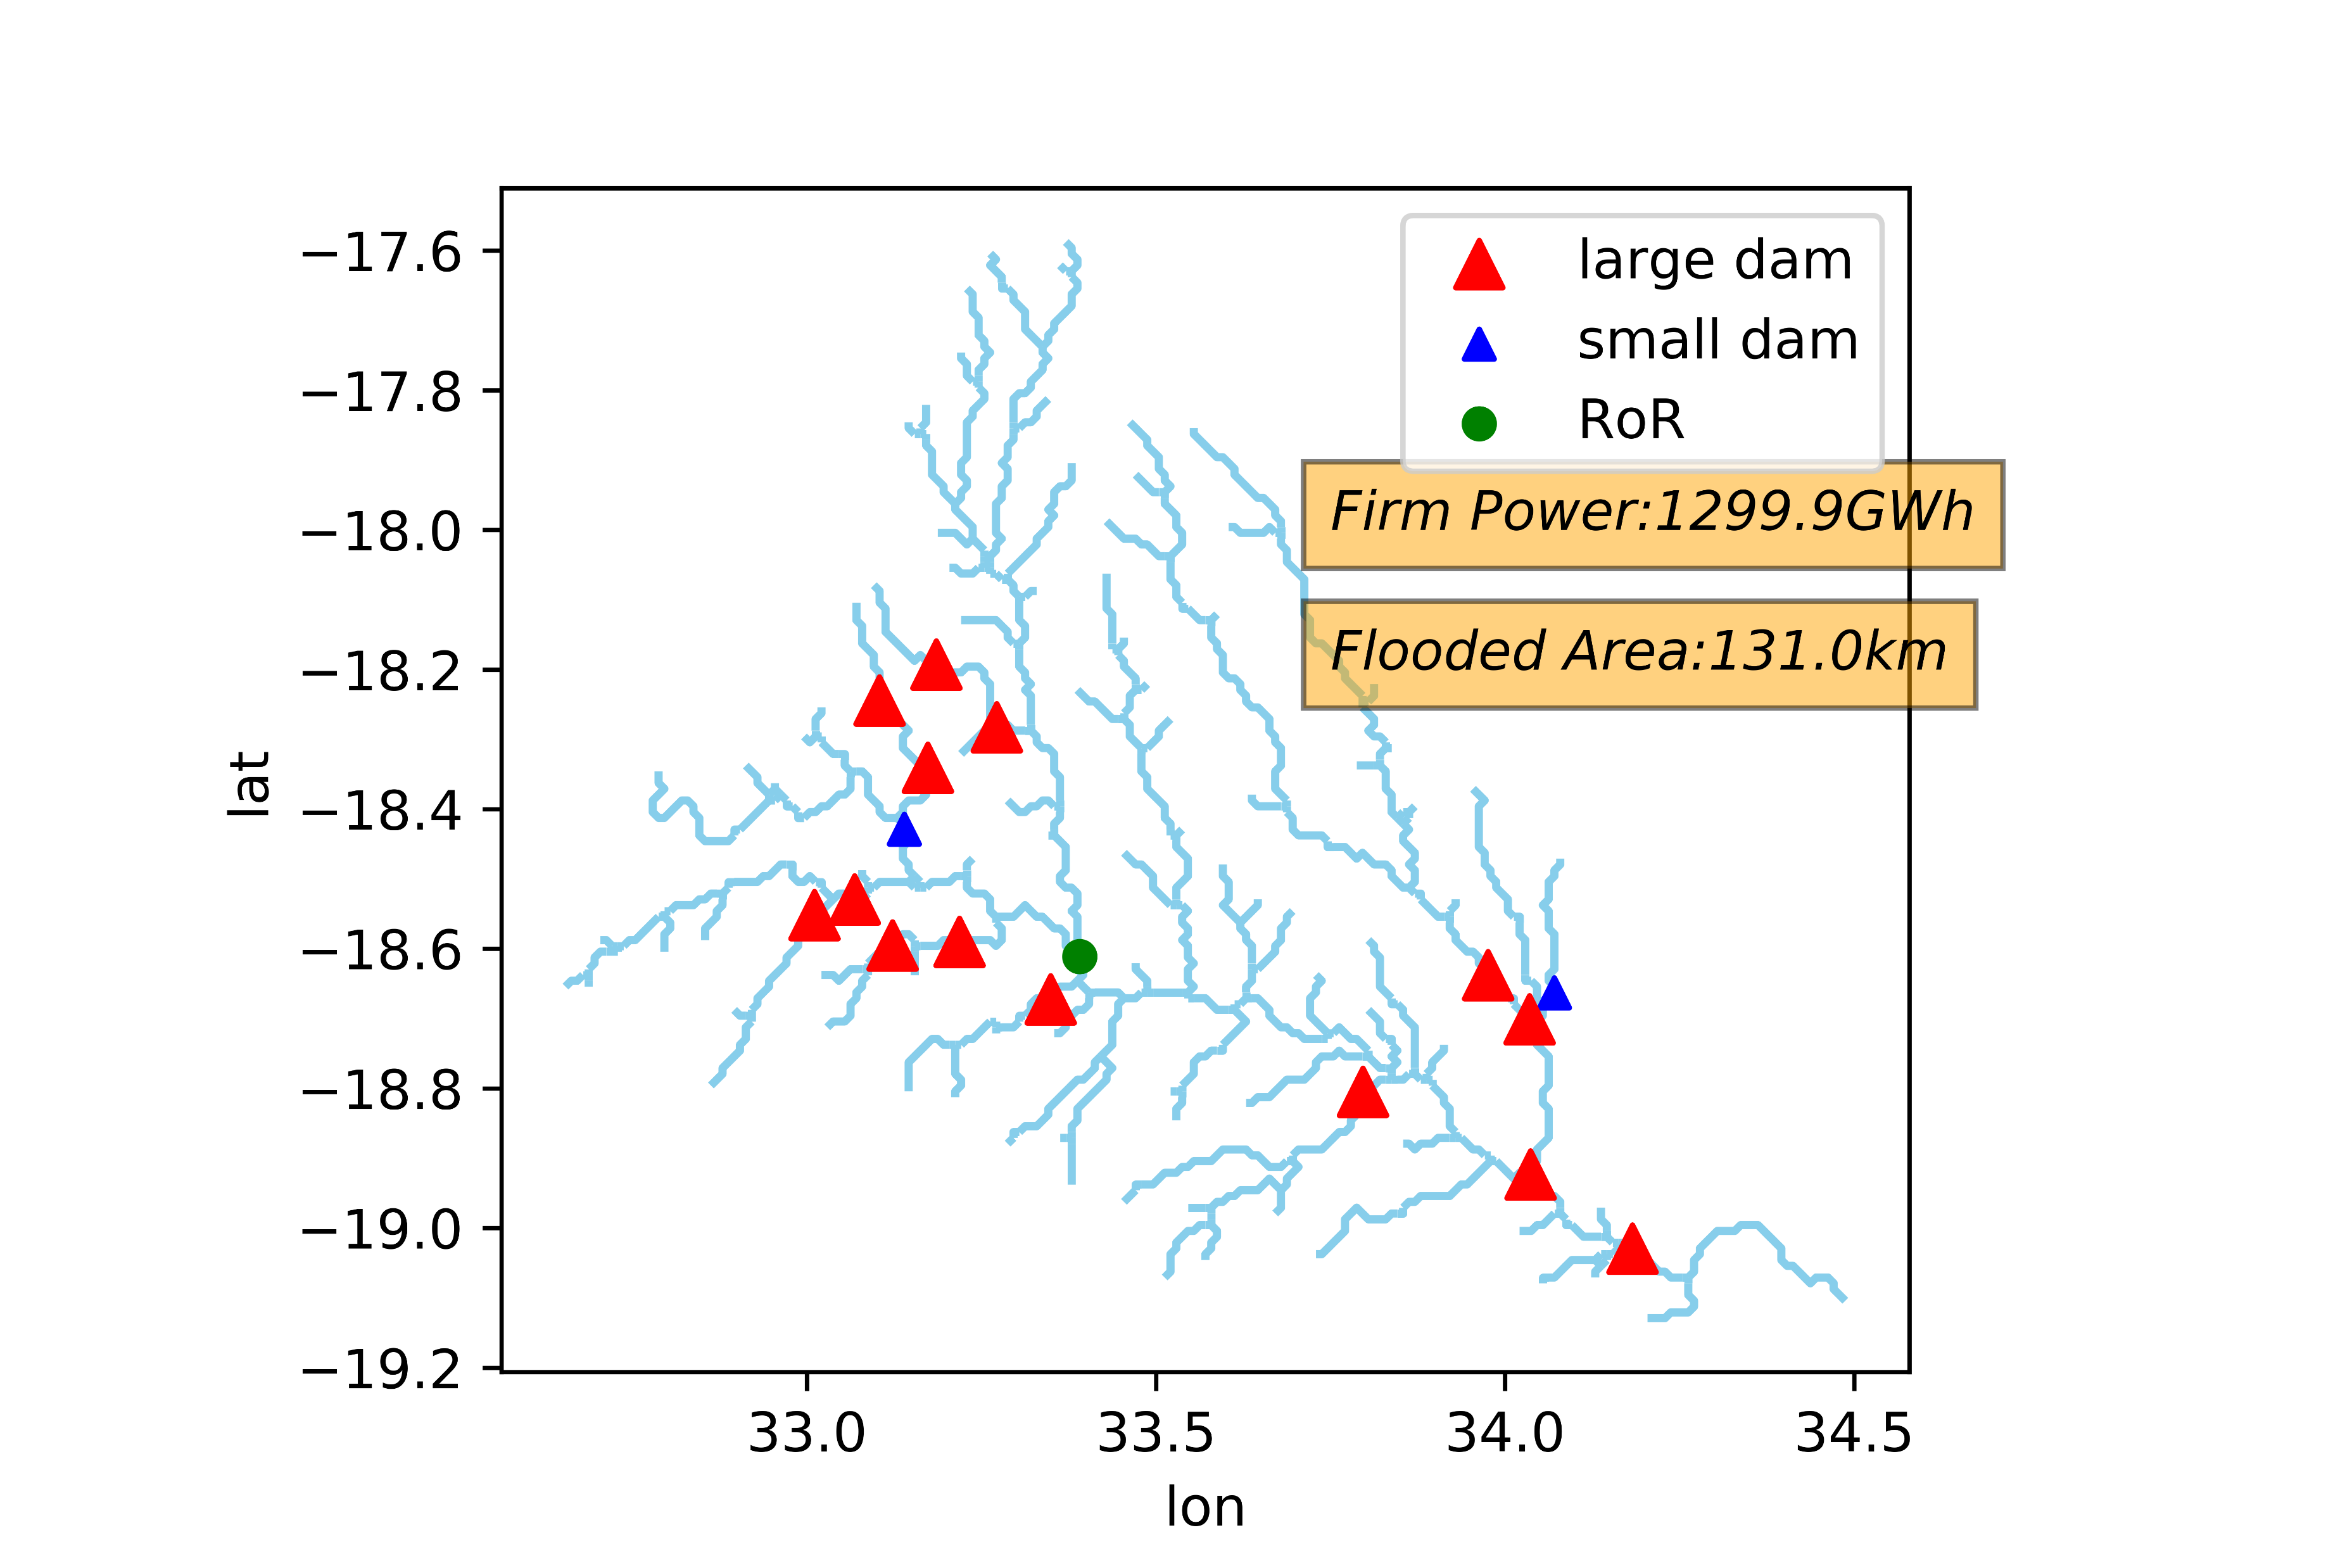 large dam
small dam
RoR
Firm Power:1299.9GWh
Flooded Area:131.0km
lat
−17.6
−17.8
−18.0
−18.2
−18.4
−18.6
−18.8
−19.0
−19.2
33.0 33.5 34.0 34.5
lon